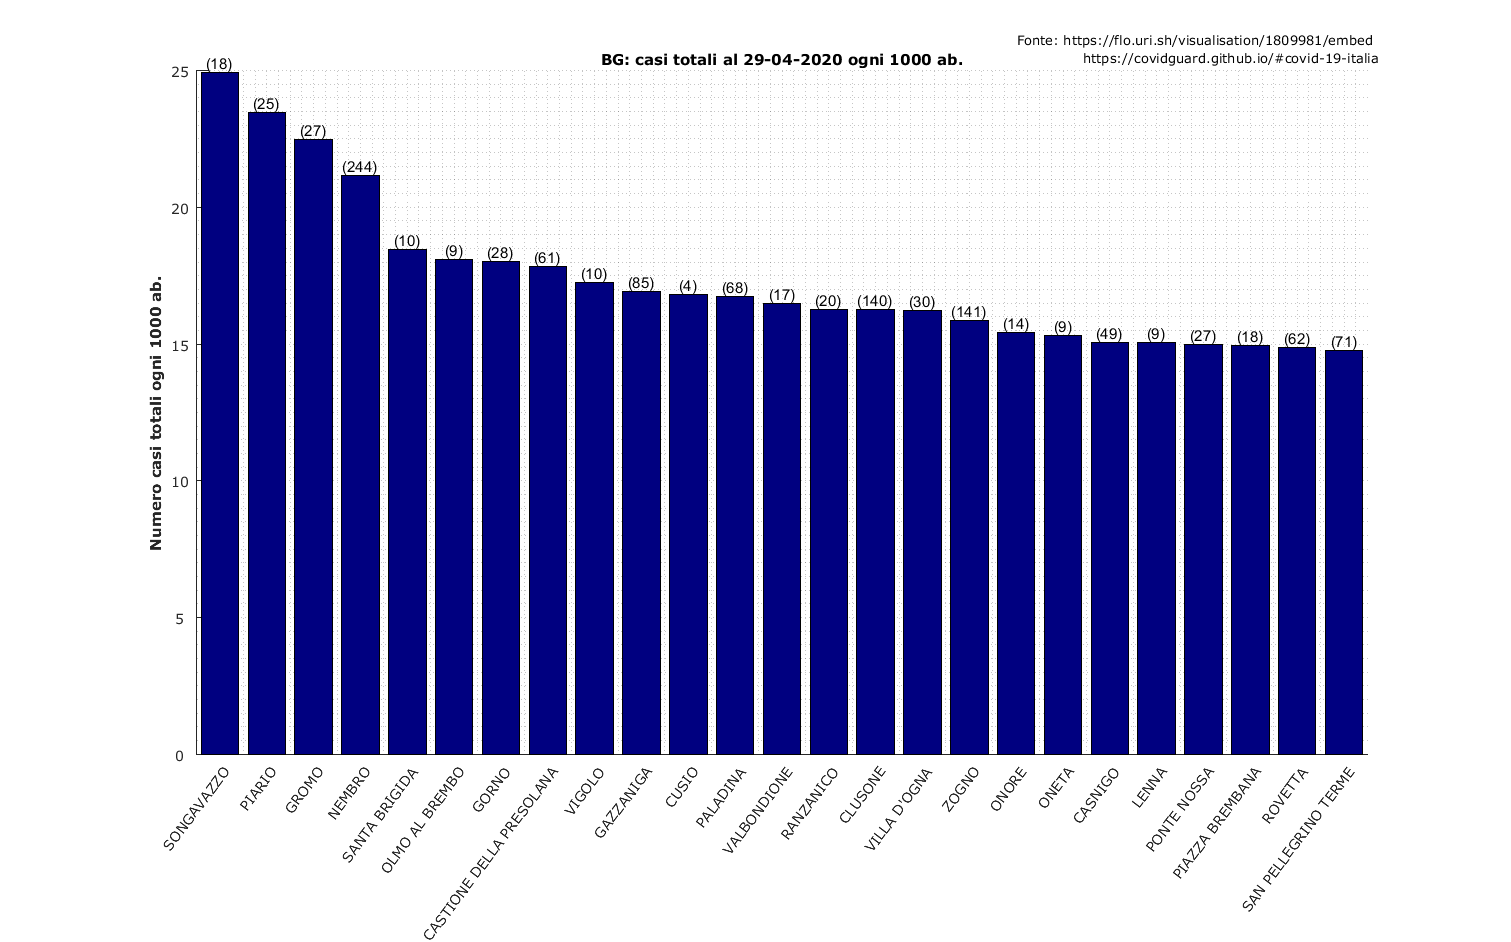 Fonte: https://flo.uri.sh/visualisation/1809981/embed
https://covidguard.github.io/#covid-19-italia
BG: casi totali al 29-04-2020 ogni 1000 ab.
Numero casi totali ogni 1000 ab.
25
20
15
10
5
0
(18)
(25)
(27)
(244)
(10)
(9)
(28)
(61)
(10)
(85)
(4)
(68)
(17)
(20)
(140)
(30)
(141)
(14)
(9)
(49)
(9)
(27)
(18)
(62)
(71)
SONGAVAZZO
PIARIO
GROMO
NEMBRO
SANTA BRIGIDA
OLMO AL BREMBO
GORNO
CASTIONE DELLA PRESOLANA
VIGOLO
GAZZANIGA
CUSIO
PALADINA
VALBONDIONE
RANZANICO
CLUSONE
VILLA D'OGNA
ZOGNO
ONORE
ONETA
CASNIGO
LENNA
PONTE NOSSA
PIAZZA BREMBANA
ROVETTA
SAN PELLEGRINO TERME